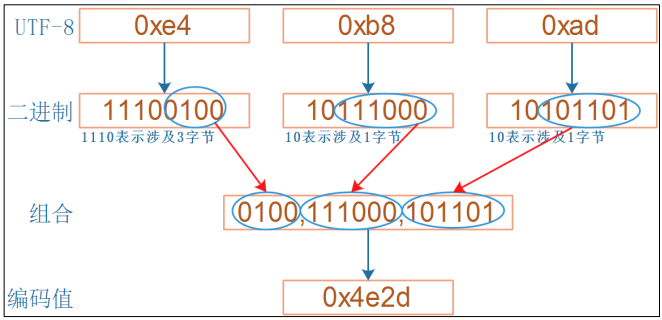 UTF-8 0xe4 0xb8 0xad
二进制 11100100 10111000 10101101
1110表示涉及3字节 10表示涉及1字节 10表示涉及1字节
组合 0100,111000,101101
编码值 0x4e2d